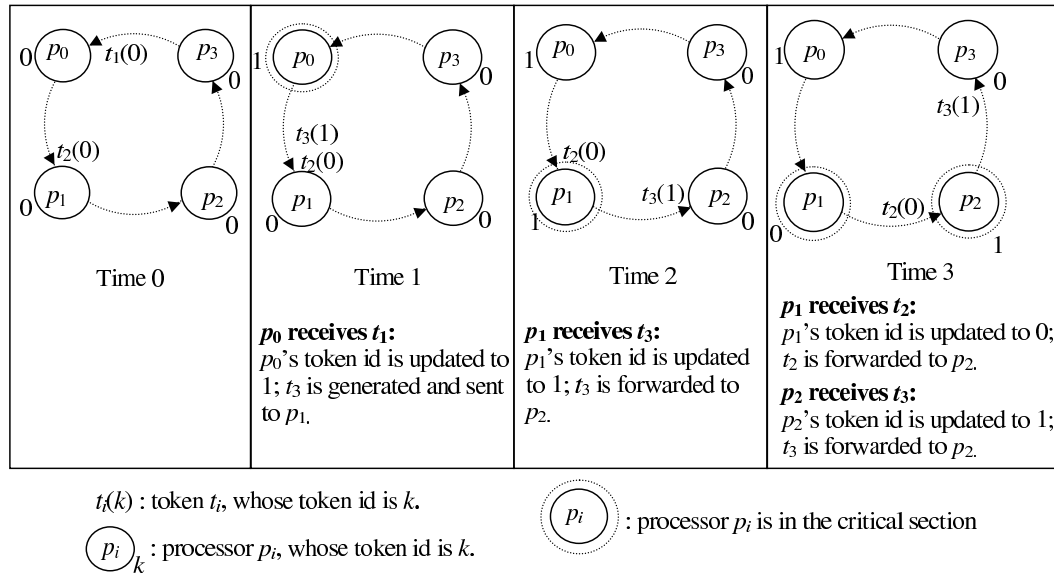 p0
t1(0)
p3
0
0
t2(0)
p1
p2
0
0
Time 0
p0
1
p3
0
t3(1)
t2(0)
p1
p2
0
0
Time 1
p0 receives t1:
p0's token id is updated to
1; t3 is generated and sent
to p1.
p0
1
p3
0
t2(0)
p1
t3(1)
p2
1
0
Time 2
p1 receives t3:
p1's token id is updated
to 1; t3 is forwarded to
p2.
p0
1
p3
0
t3(1)
p1
t2(0)
p2
0
1
Time 3
p1 receives t2:
p1's token id is updated to 0;
t2 is forwarded to p2.
p2 receives t3:
p2's token id is updated to 1;
t3 is forwarded to p2.
ti(k) : token ti, whose token id is k.
pi k : processor pi, whose token id is k.
pi : processor pi is in the critical section